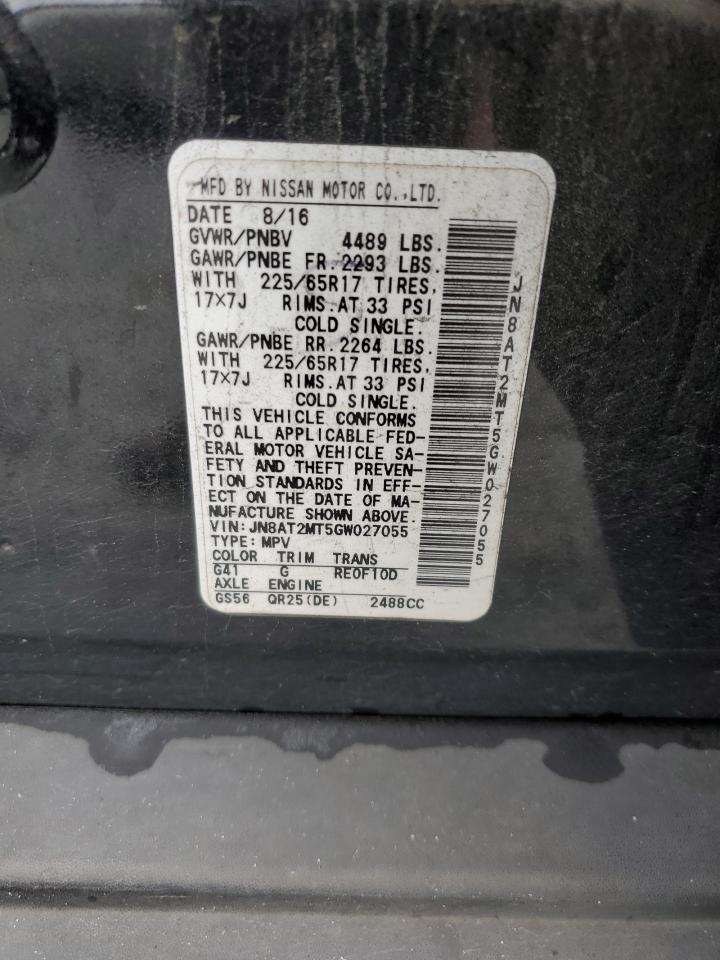 MFD BY NISSAN MOTOR CO.,LTD.
DATE 8/16
GVWR/PNBV 4489 LBS.
GAWR/PNBE FR. 2293 LBS.
WITH 225/65R17 TIRES,
17×7J RIMS.AT 33 PSI
COLD SINGLE.
GAWR/PNBE RR. 2264 LBS.
WITH 225/65R17 TIRES,
17×7J RIMS.AT 33 PSI
COLD SINGLE.
THIS VEHICLE CONFORMS
TO ALL APPLICABLE FED-
ERAL MOTOR VEHICLE SA-
FETY AND THEFT PREVEN-
TION STANDARDS IN EFF-
ECT ON THE DATE OF MA-
NUFACTURE SHOWN ABOVE.
VIN: JN8AT2MT5GW027055
TYPE: MPV
COLOR TRIM TRANS
G41 G RE0F10D
AXLE ENGINE
GS56 QR25(DE) 2488CC
JN8AT2MT5GW027055